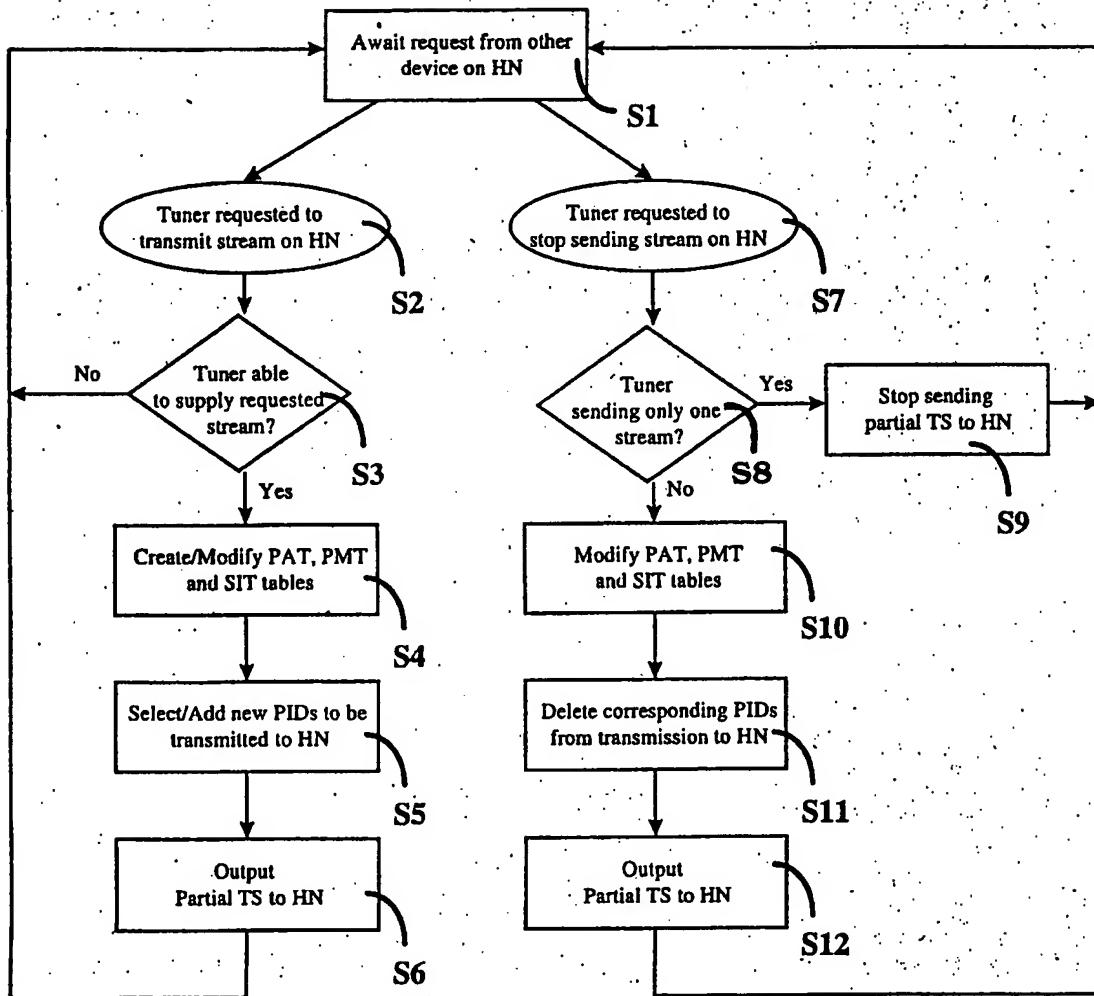 Await request from other
device on HN
S1
Tuner requested to
transmit stream on HN
S2
Tuner requested to
stop sending stream on HN
S7
No
Tuner able
to supply requested
stream?
S3
Yes
Tuner
sending only one
stream?
S8
Yes
Stop sending
partial TS to HN
S9
No
Create/Modify PAT, PMT
and SIT tables
S4
Modify PAT, PMT
and SIT tables
S10
Select/Add new PIDs to be
transmitted to HN
S5
Delete corresponding PIDs
from transmission to HN
S11
Output
Partial TS to HN
S6
Output
Partial TS to HN
S12